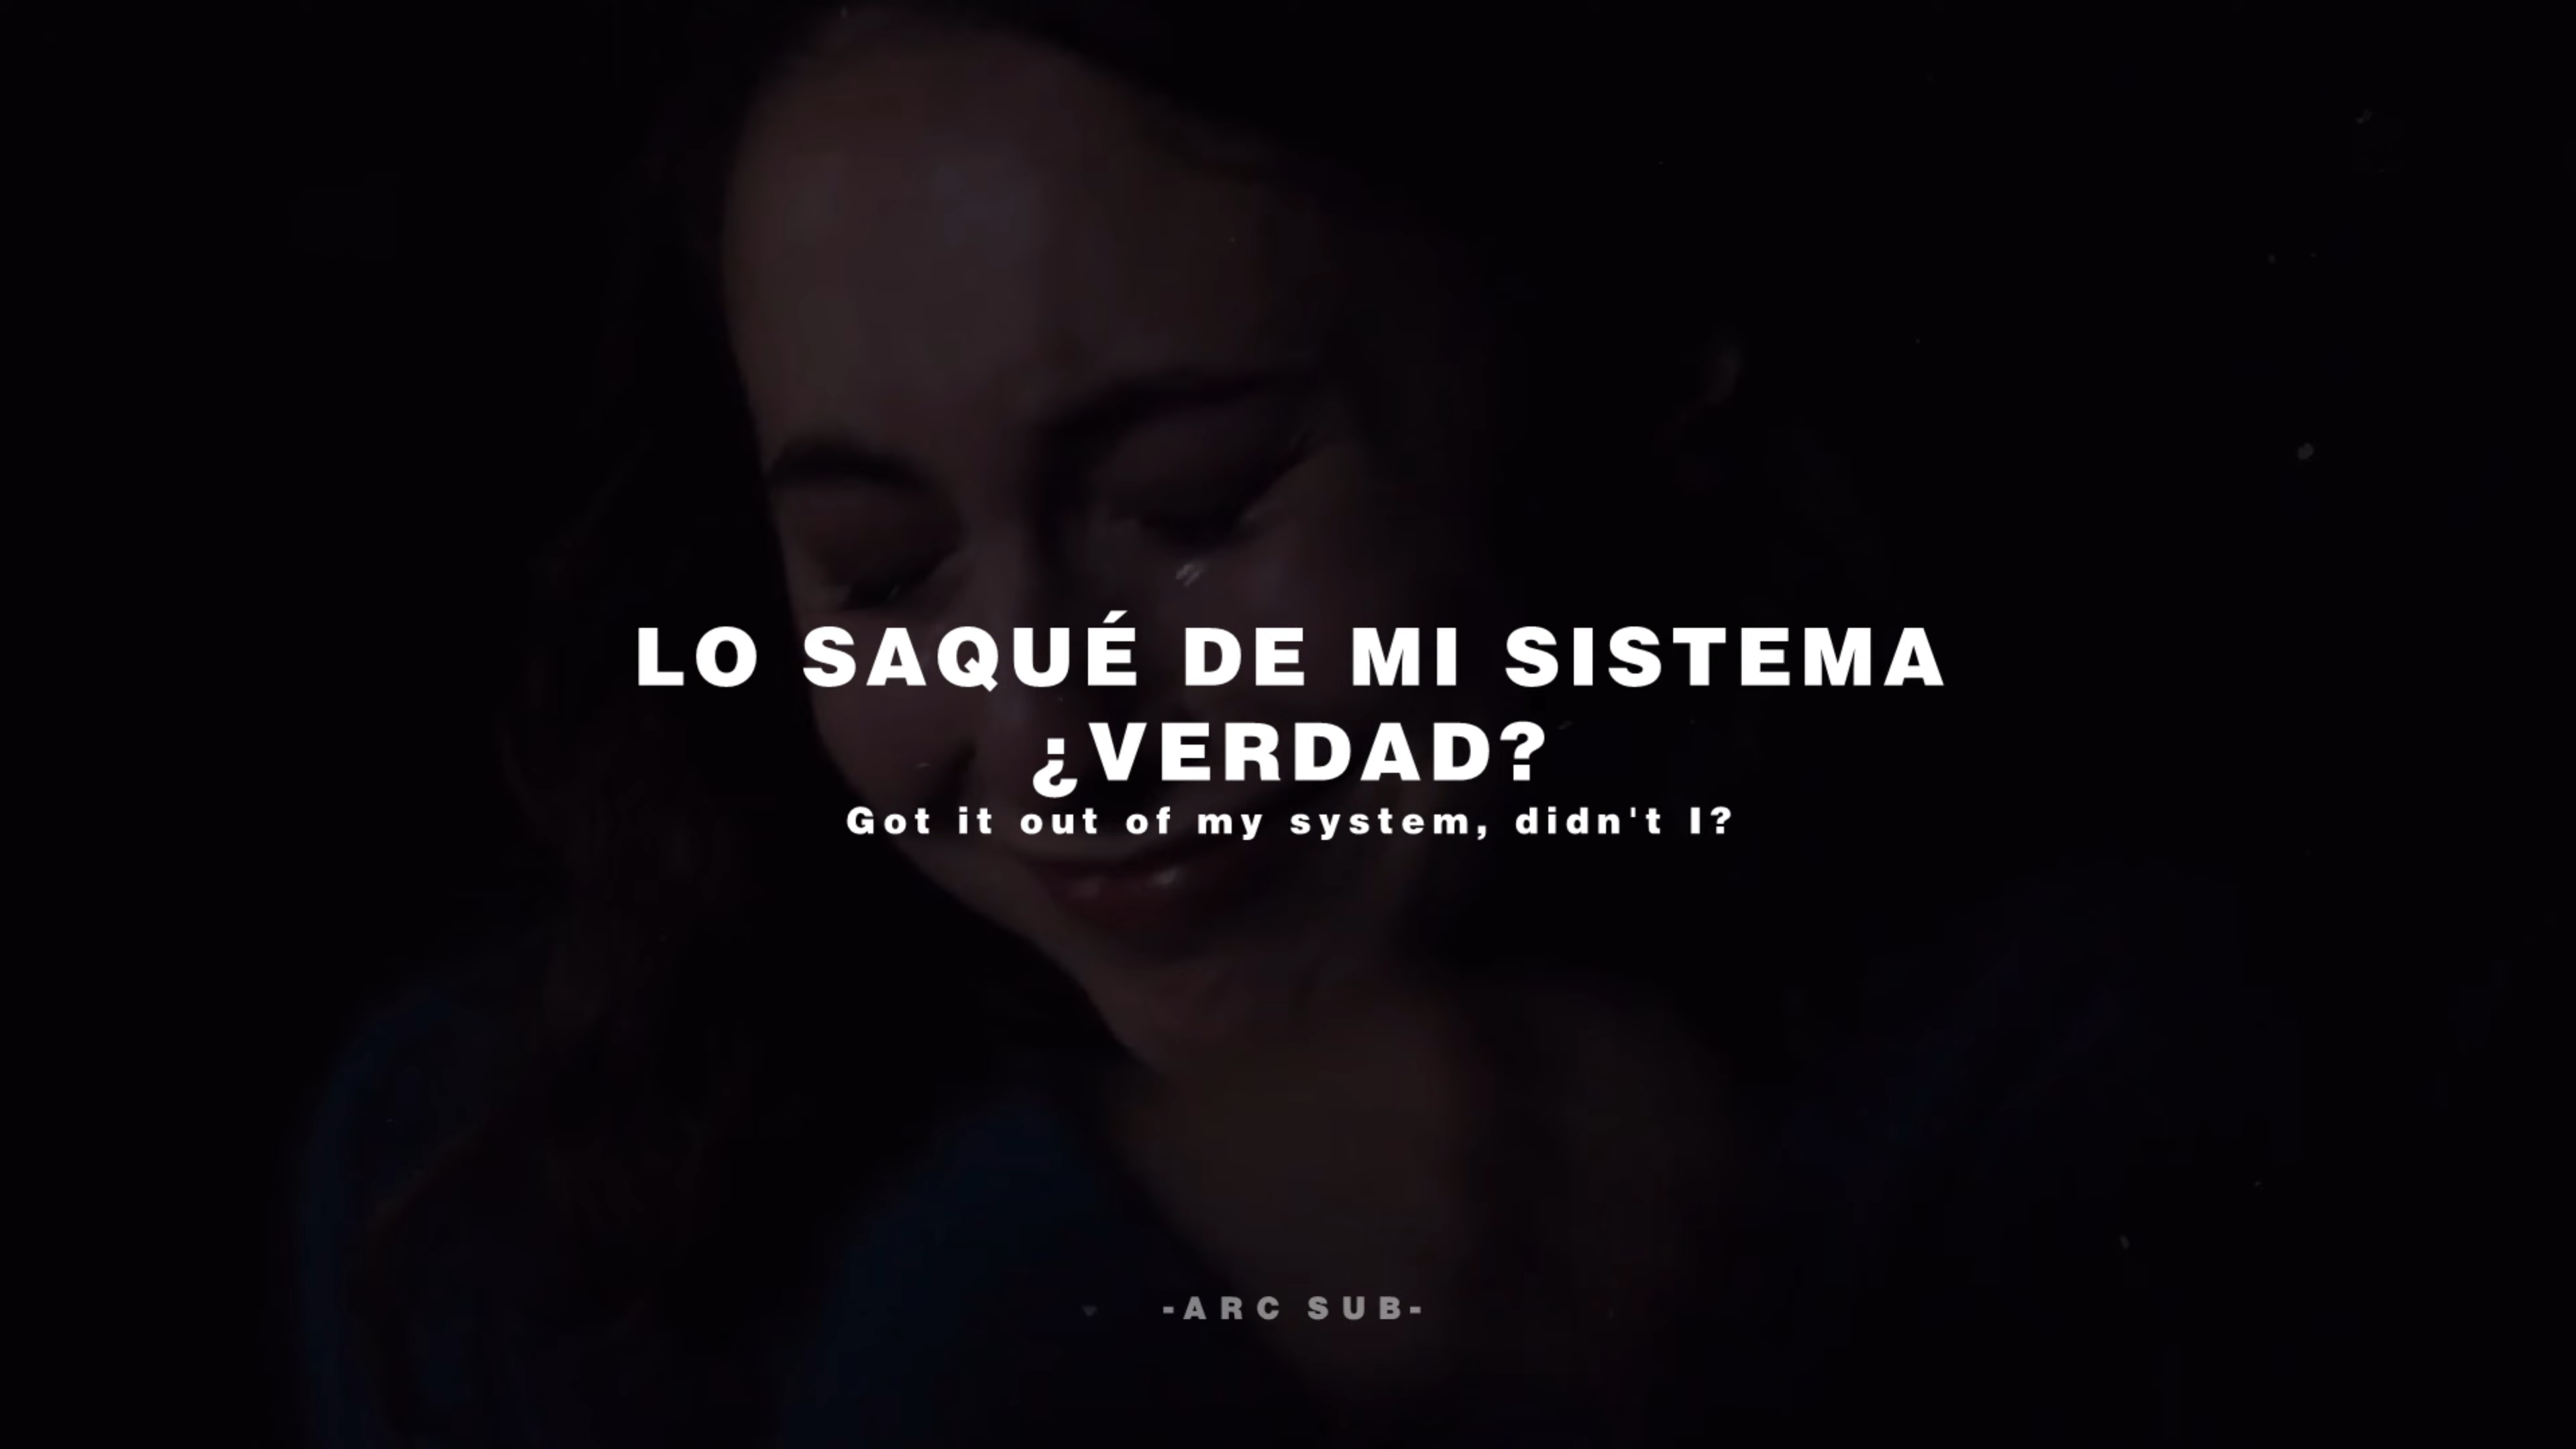 LO SAQUÉ DE MI SISTEMA
¿VERDAD?
Got it out of my system, didn't I?
-ARC SUB-